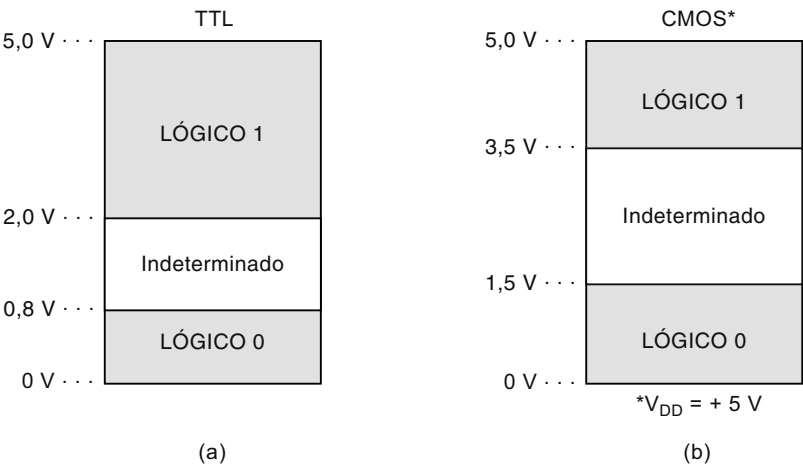 TTL
5,0 V · · ·
LÓGICO 1
2,0 V · · ·
Indeterminado
0,8 V · · ·
LÓGICO 0
0 V · · ·
(a)
CMOS*
5,0 V · · ·
LÓGICO 1
3,5 V · · ·
Indeterminado
1,5 V · · ·
LÓGICO 0
0 V · · ·
*VDD = + 5 V
(b)